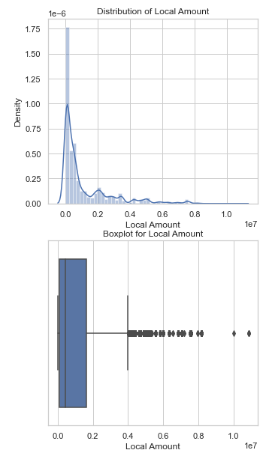 1e−6
Distribution of Local Amount
1.75
1.50
1.25
1.00
0.75
0.50
0.25
0.00
Density
0.0 0.2 0.4 0.6 0.8 1.0
Local Amount
1e7
Boxplot for Local Amount
0.0 0.2 0.4 0.6 0.8 1.0
Local Amount
1e7